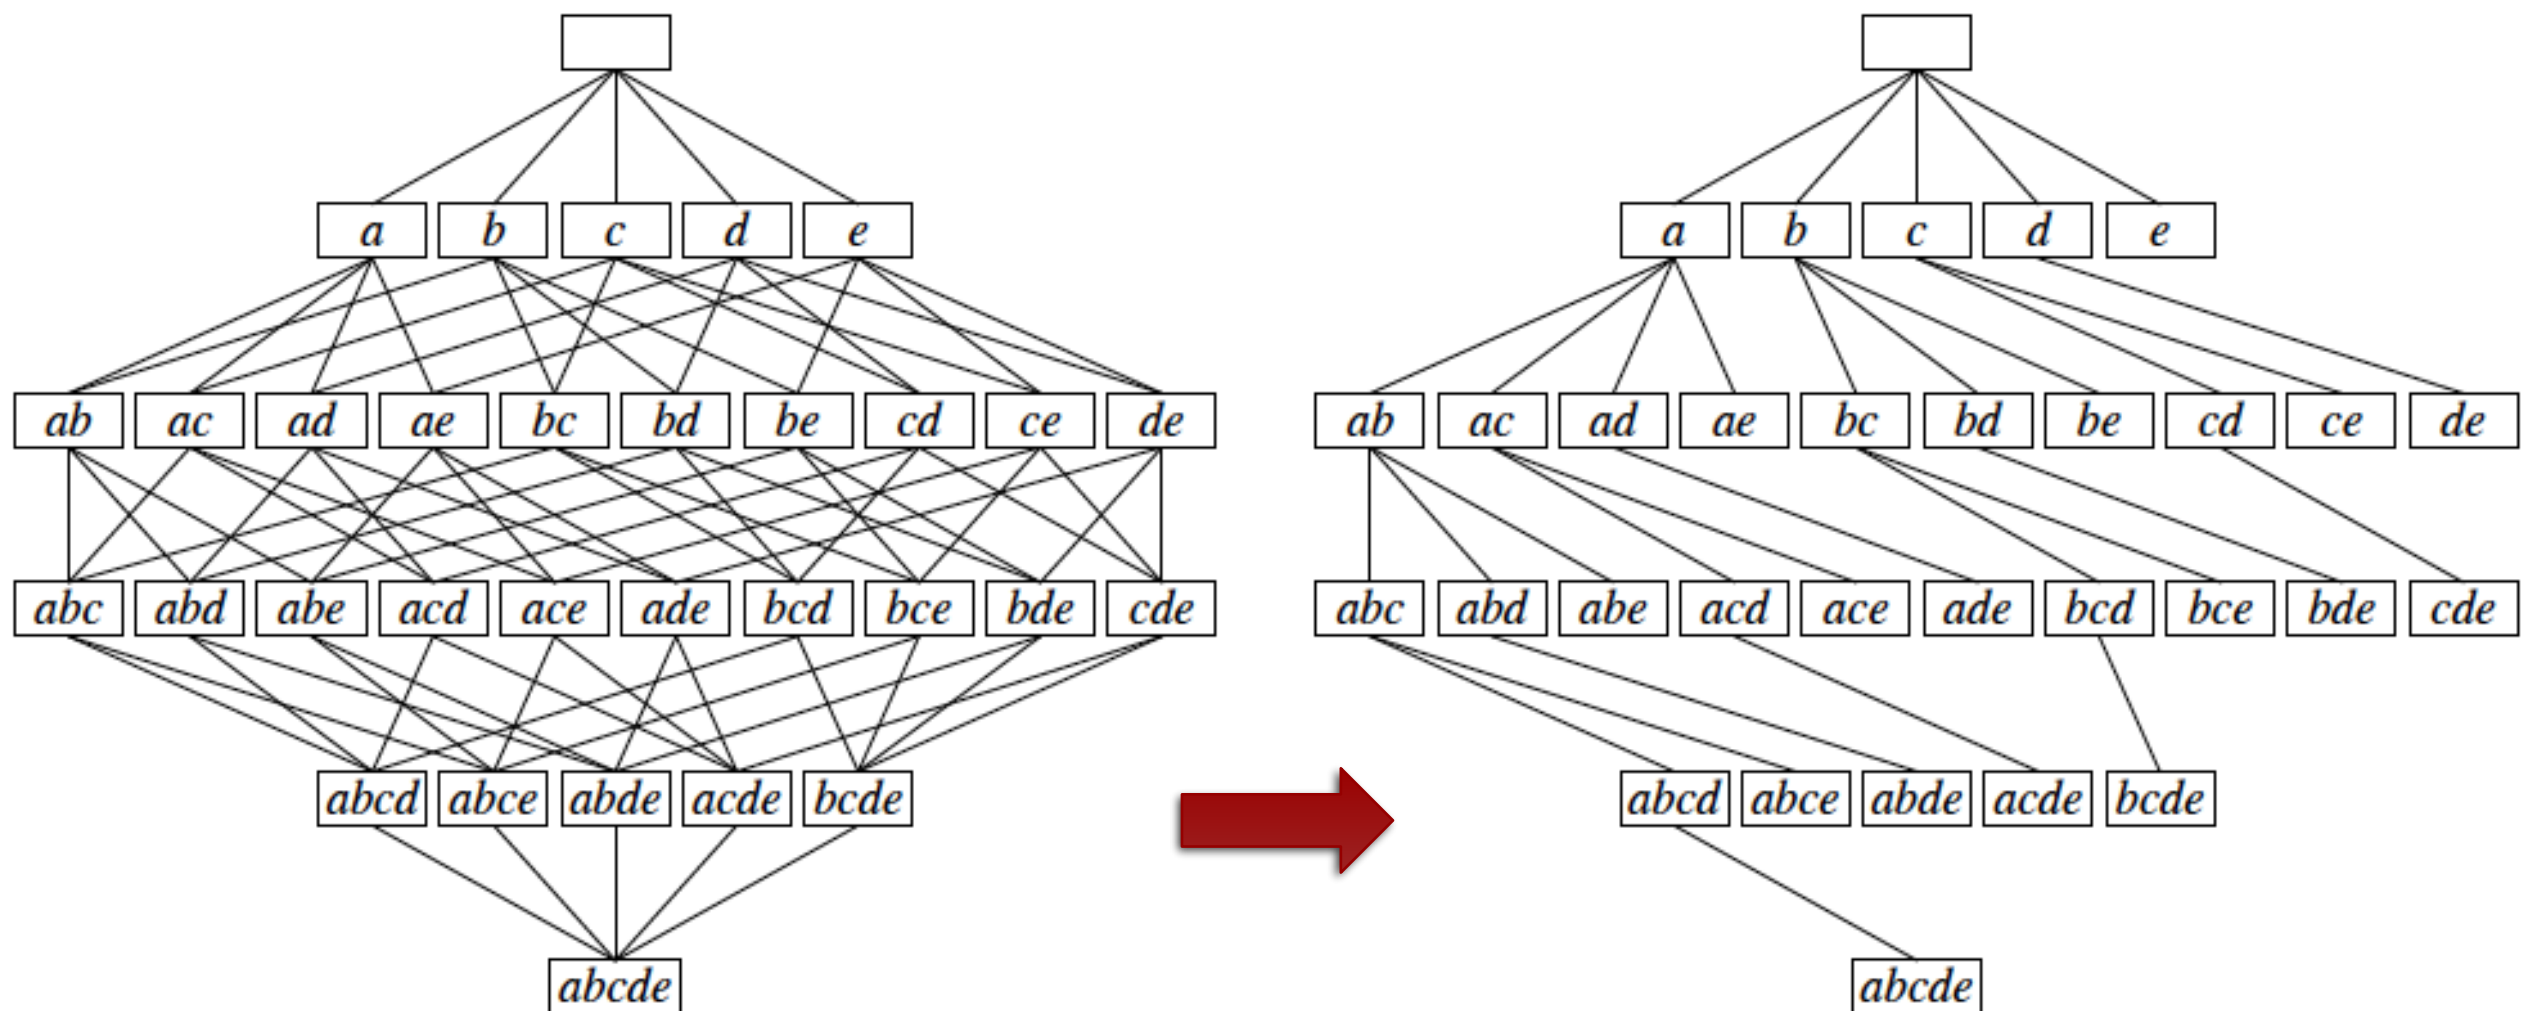 a b c d e a b c d e
ab ac ad ae bc bd be cd ce de ab ac ad ae bc bd be cd ce de
abc abd abe acd ace ade bcd bce bde cde abc abd abe acd ace ade bcd bce bde cde
abcd abce abde acde bcde abcd abce abde acde bcde
abcde abcde